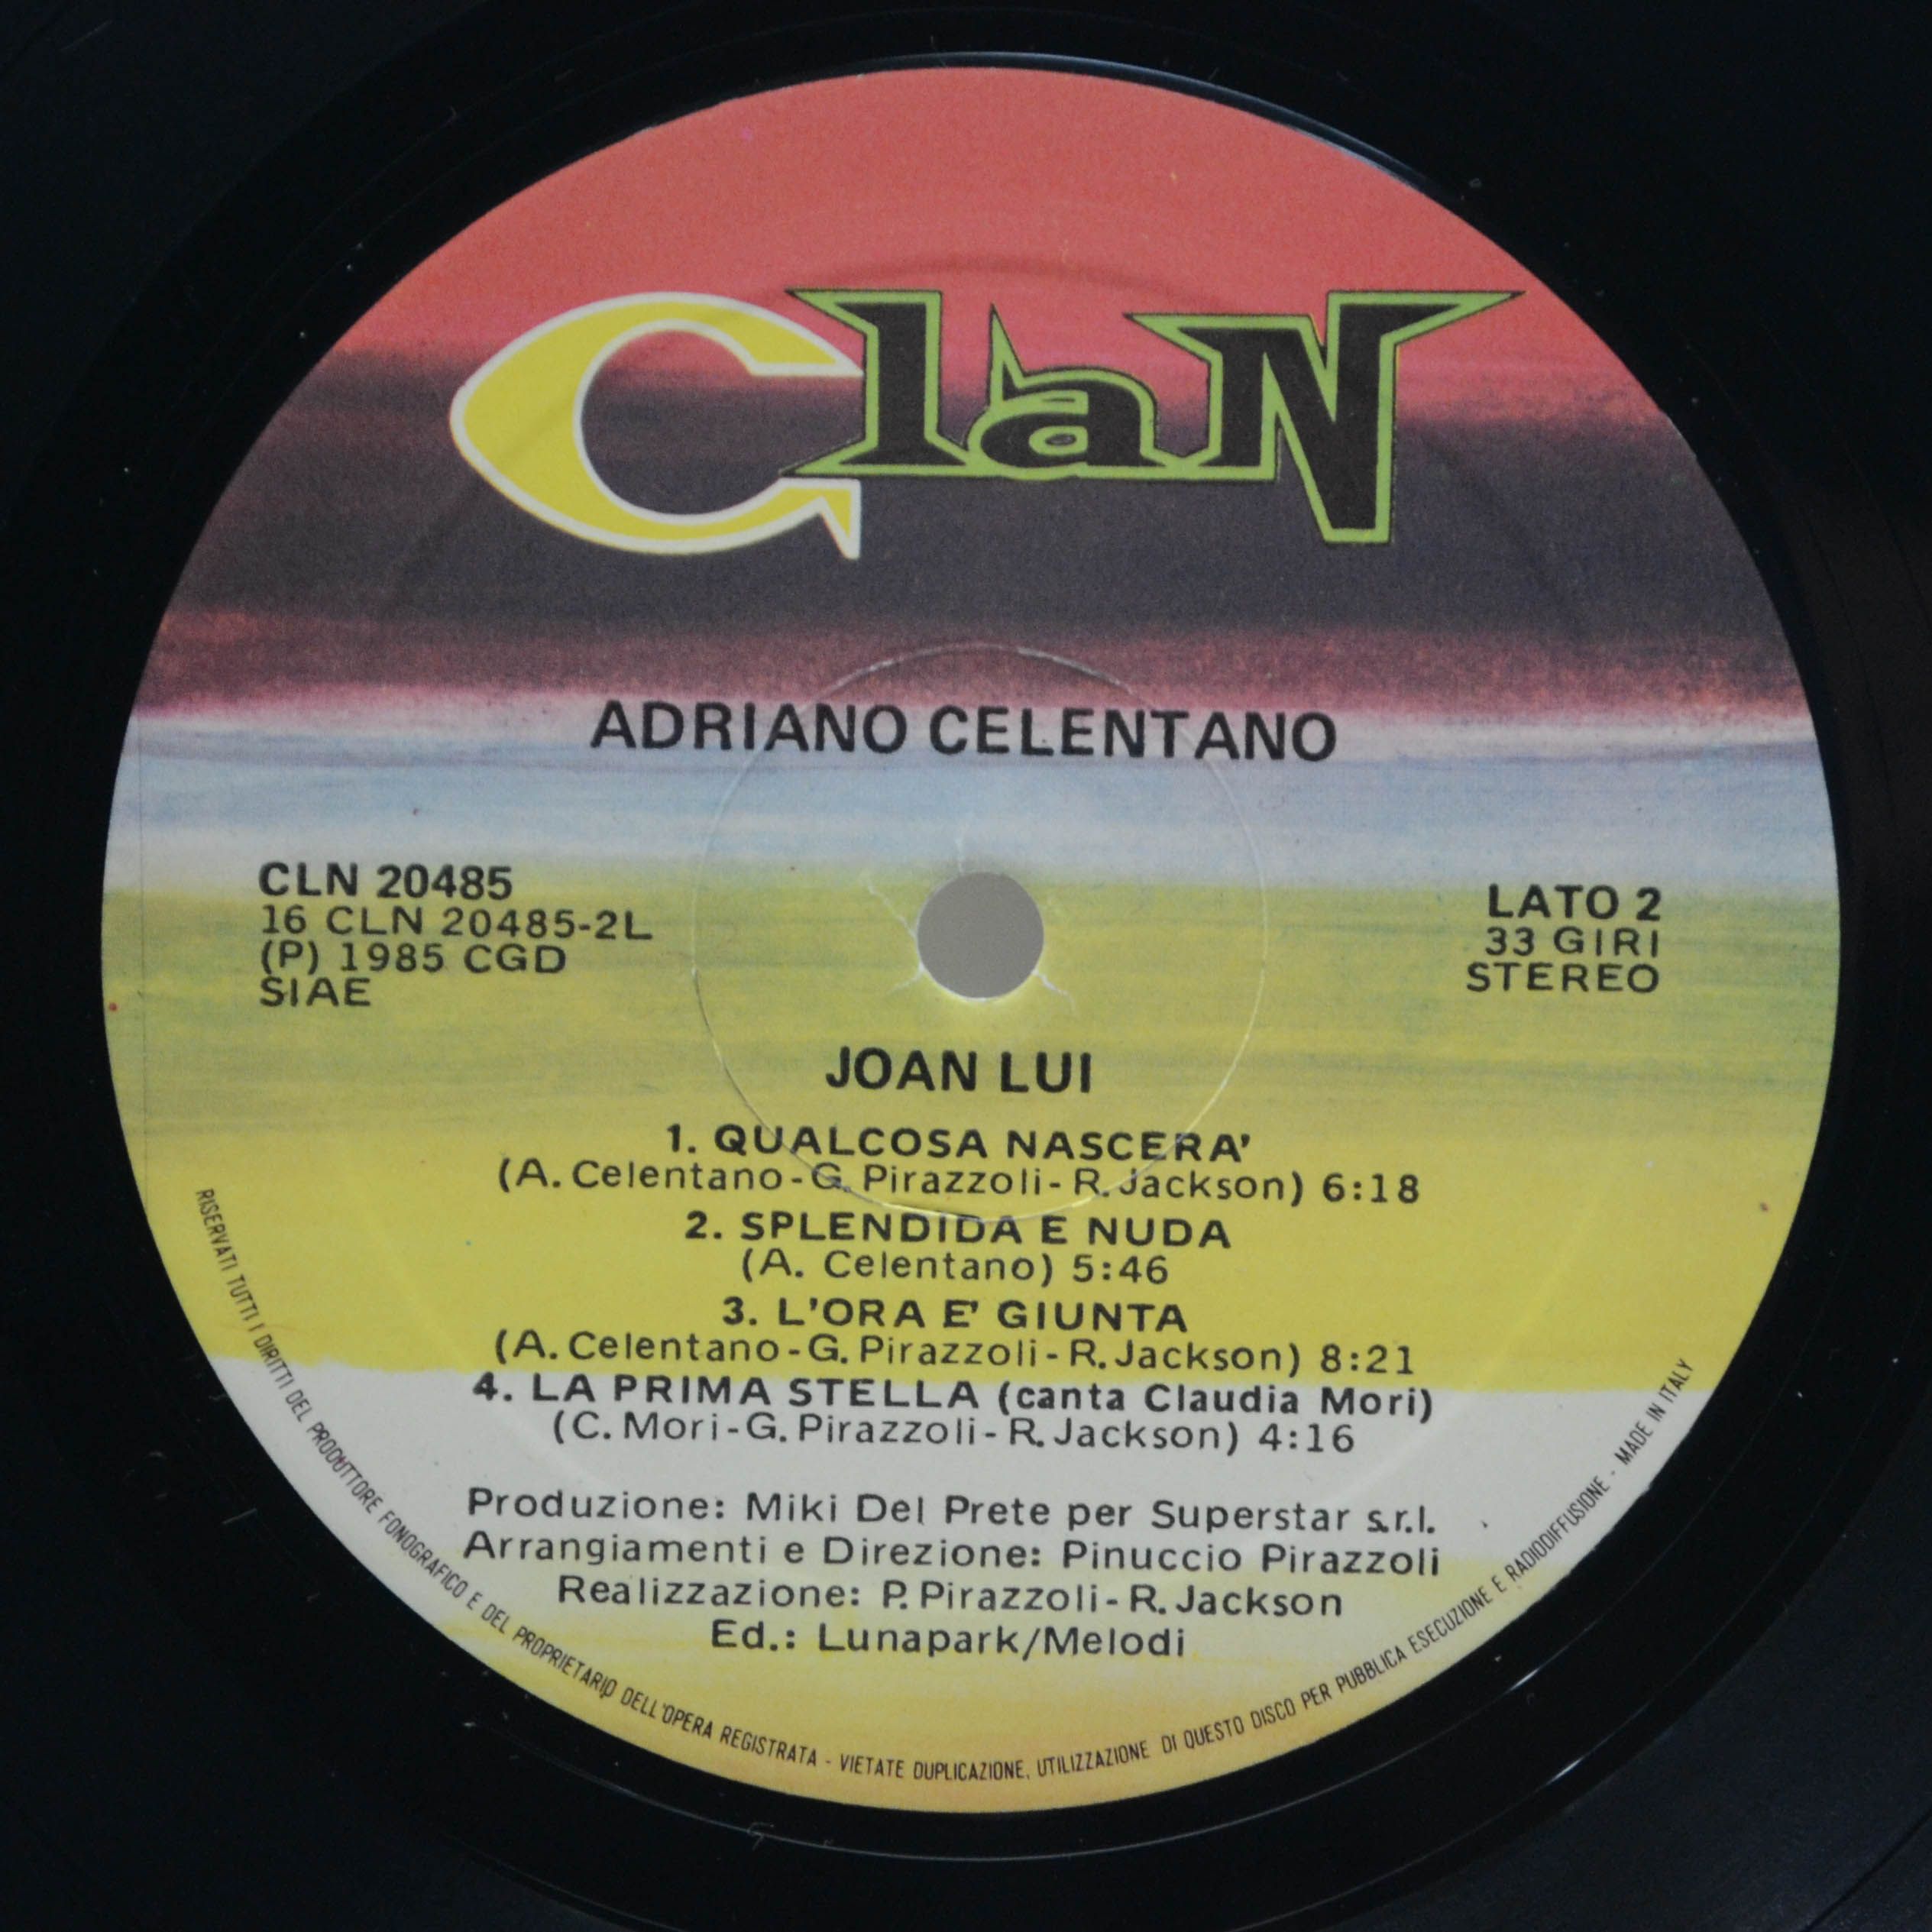 ClaN
ADRIANO CELENTANO
CLN 20485
16 CLN 20485-2L
(P) 1985 CGD
SIAE
LATO 2
33 GIRI
STEREO
JOAN LUI
1. QUALCOSA NASCERA'
(A. Celentano-G. Pirazzoli-R. Jackson) 6:18
2. SPLENDIDA E NUDA
(A. Celentano) 5:46
3. L'ORA E' GIUNTA
(A. Celentano-G. Pirazzoli-R. Jackson) 8:21
4. LA PRIMA STELLA (canta Claudia Mori)
(C. Mori-G. Pirazzoli-R. Jackson) 4:16
Produzione: Miki Del Prete per Superstar s.r.l.
Arrangiamenti e Direzione: Pinuccio Pirazzoli
Realizzazione: P. Pirazzoli-R. Jackson
Ed.: Lunapark/Melodi
RISERVATI TUTTI I DIRITTI DEL PRODUTTORE FONOGRAFICO E DEL PROPRIETARIO DELL'OPERA REGISTRATA - VIETATE DUPLICAZIONE, UTILIZZAZIONE DI QUESTO DISCO PER PUBBLICA ESECUZIONE E RADIODIFFUSIONE - MADE IN ITALY